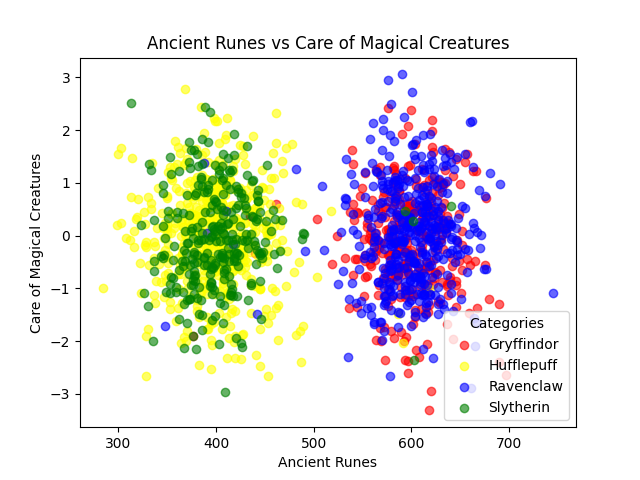 Ancient Runes vs Care of Magical Creatures
3
2
1
0
−1
−2
−3
Care of Magical Creatures
300 400 500 600 700
Ancient Runes
Categories
Gryffindor
Hufflepuff
Ravenclaw
Slytherin